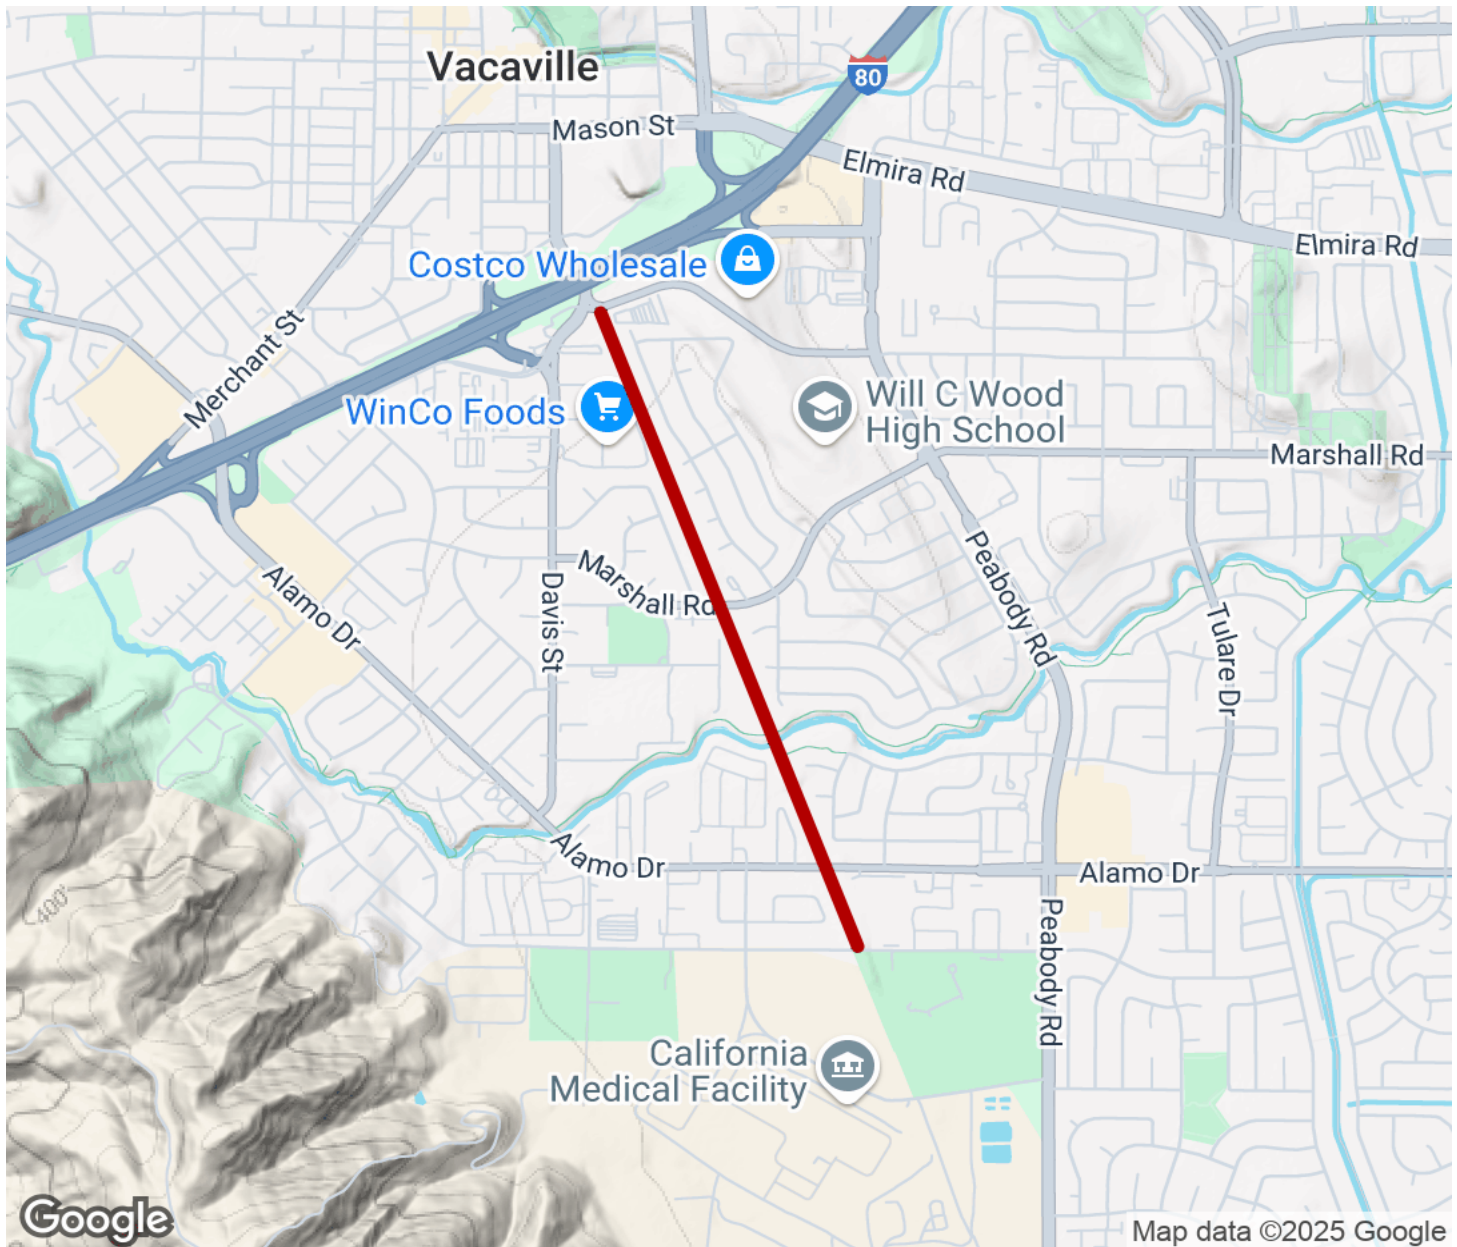 Vacaville
80
Mason St
Elmira Rd
Elmira Rd
Costco Wholesale
Merchant St
WinCo Foods
Will C Wood
High School
Marshall Rd
Alamo Dr
Davis St
Marshall Rd
Peabody Rd
Tulare Dr
Alamo Dr
Alamo Dr
400'
Peabody Rd
California
Medical Facility
Google
Map data ©2025 Google